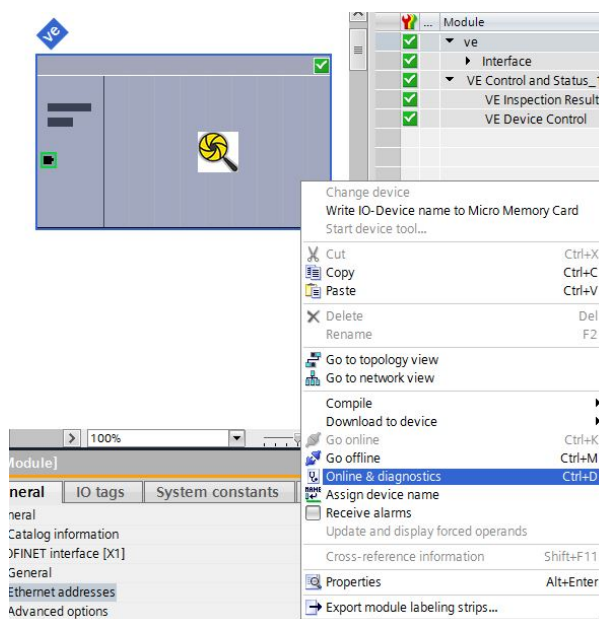 ve
... Module
ve
Interface
VE Control and Status_1
VE Inspection Result
VE Device Control
Change device
Write IO-Device name to Micro Memory Card
Start device tool...
Cut Ctrl+X
Copy Ctrl+C
Paste Ctrl+V
Delete Del
Rename F2
Go to topology view
Go to network view
Compile
Download to device
Go online Ctrl+K
Go offline Ctrl+M
Online & diagnostics Ctrl+D
NAME Assign device name
Receive alarms
Update and display forced operands
Cross-reference information Shift+F11
Properties Alt+Enter
Export module labeling strips...
> 100%
Module]
neral IO tags System constants
neral
Catalog information
OFINET interface [X1]
General
Ethernet addresses
Advanced options